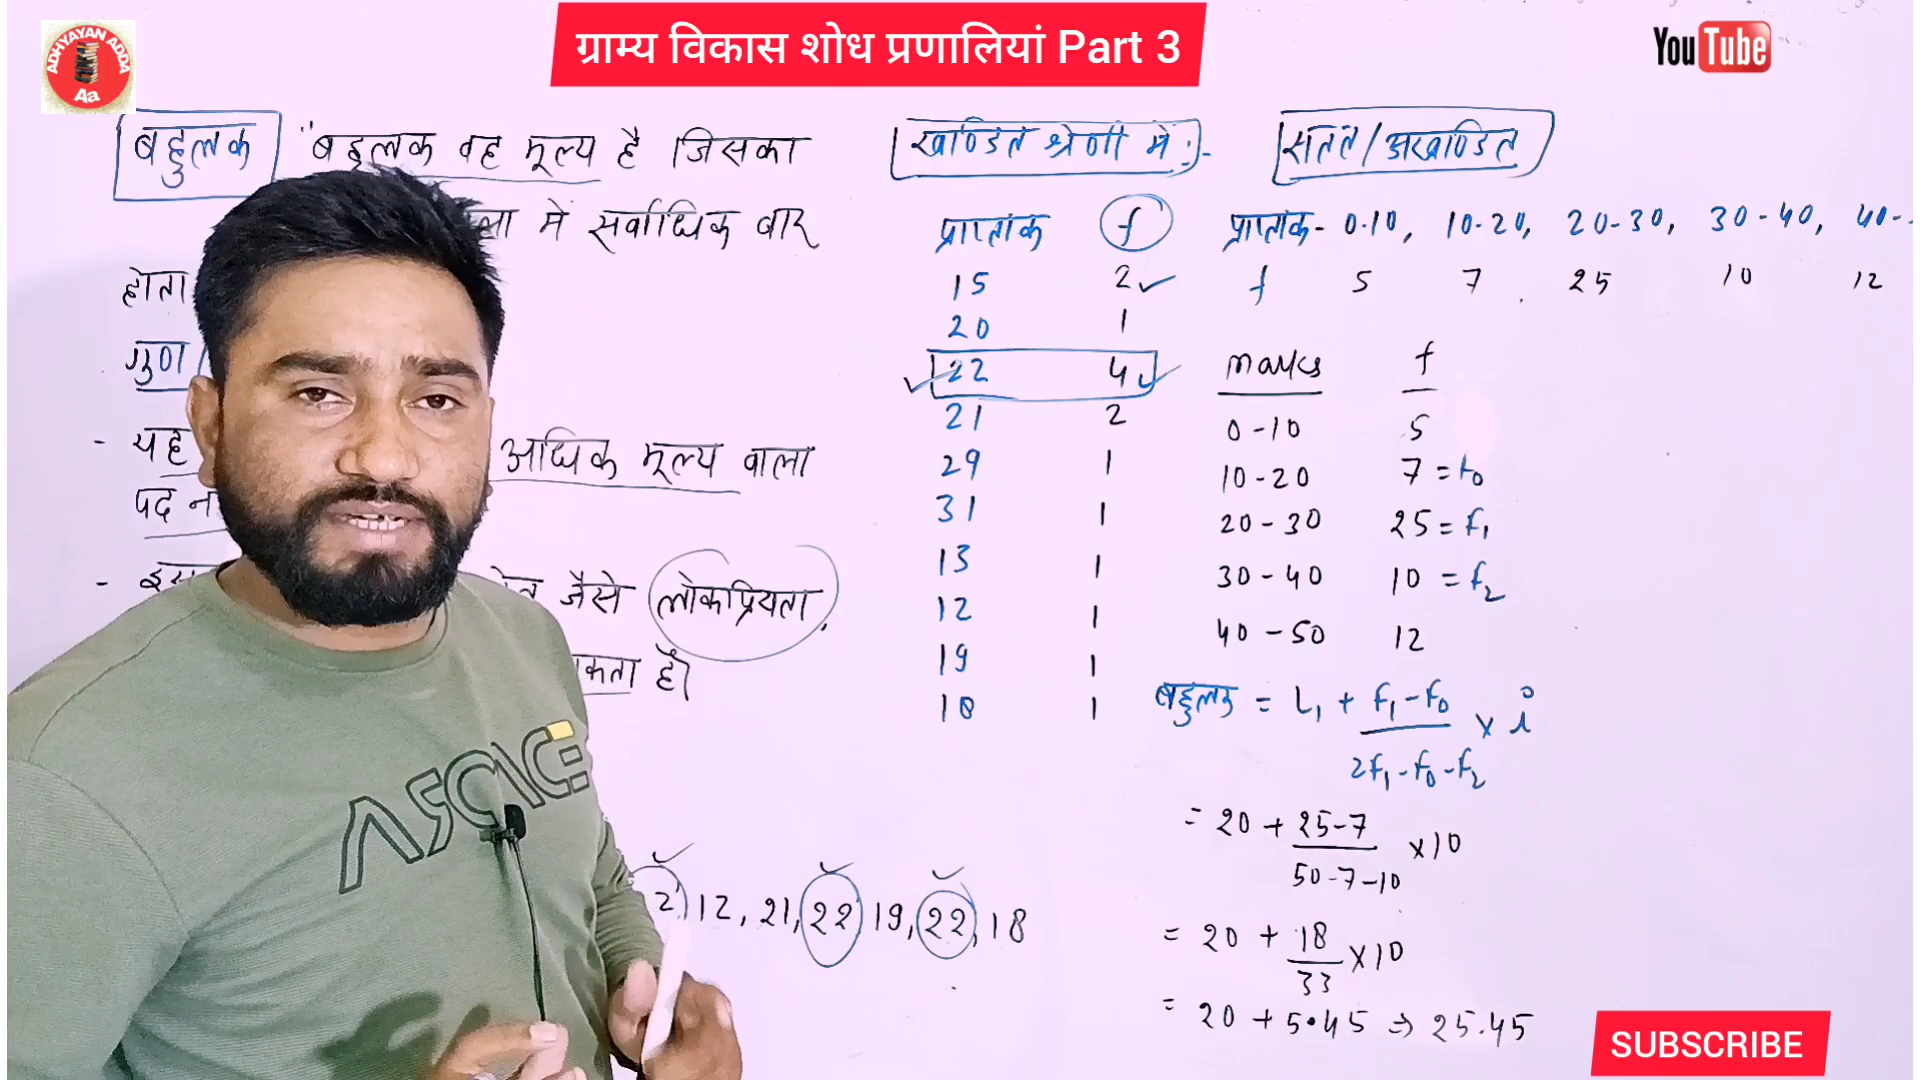 ग्राम्य विकास शोध प्रणालियां Part 3
YouTube
ADHYAYAN ADDA
Aa
बहुलक
"बहुलक वह मूल्य है जिसका
में सर्वाधिक बार
होता
गुण
- यह
अधिक मूल्य वाला
पद
-
जैसे लोकप्रियता
है।
12, 21, 22 19, 22, 18
खण्डित श्रेणी में :-
प्राप्तांक f
15 2
20 1
22 4
21 2
29 1
31 1
13 1
12 1
19 1
18 1
सतत/अखण्डित
प्राप्तांक- 0-10, 10-20, 20-30, 30-40, 40-
f 5 7 25 10 12
marks f
0-10 5
10-20 7 = f₀
20-30 25 = f₁
30-40 10 = f₂
40-50 12
बहुलक = L₁ + f₁-f₀ / 2f₁-f₀-f₂ × i
= 20 + 25-7 / 50-7-10 ×10
= 20 + 18 / 33 ×10
= 20 + 5.45 ⇒ 25.45
SUBSCRIBE